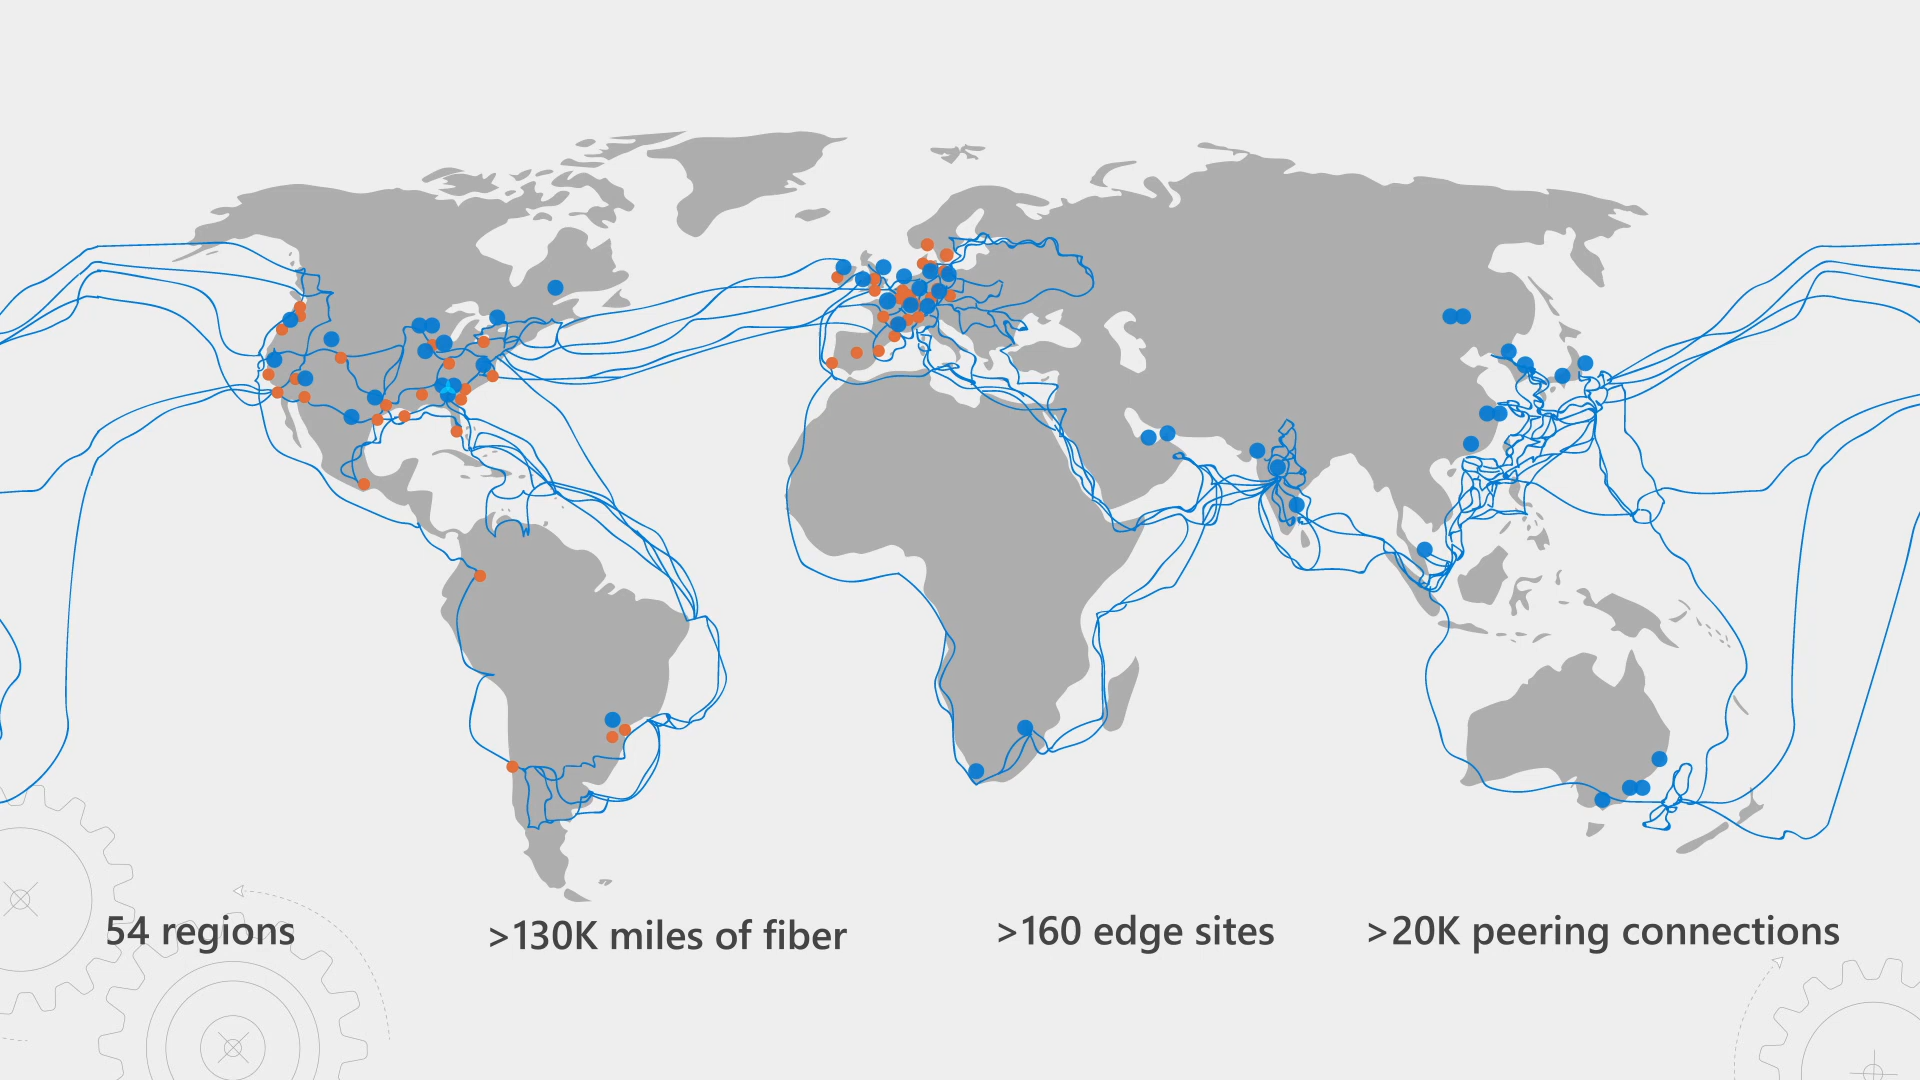 54 regions
>130K miles of fiber
>160 edge sites
>20K peering connections